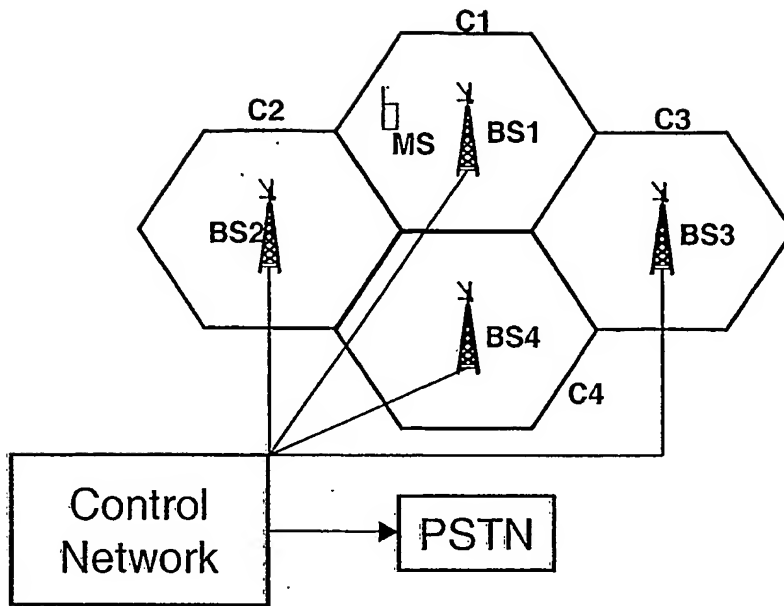 C1
C2
MS
BS1
C3
BS2
BS3
BS4
C4
Control
Network
PSTN